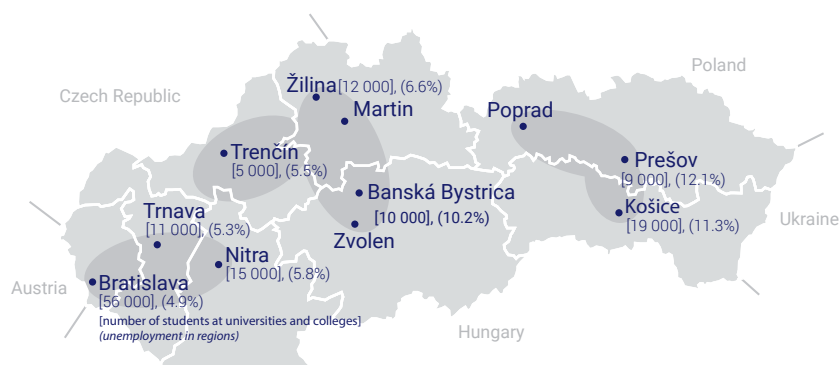 Poland
Czech Republic
Žilina [12 000], (6.6%)
Martin
Poprad
Trenčín
[5 000], (5.5%)
Prešov
[9 000], (12.1%)
Banská Bystrica
[10 000], (10.2%)
Zvolen
Košice
[19 000], (11.3%)
Ukraine
Trnava
[11 000], (5.3%)
Nitra
[15 000], (5.8%)
Austria
Bratislava
[56 000], (4.9%)
[number of students at universities and colleges]
(unemployment in regions)
Hungary